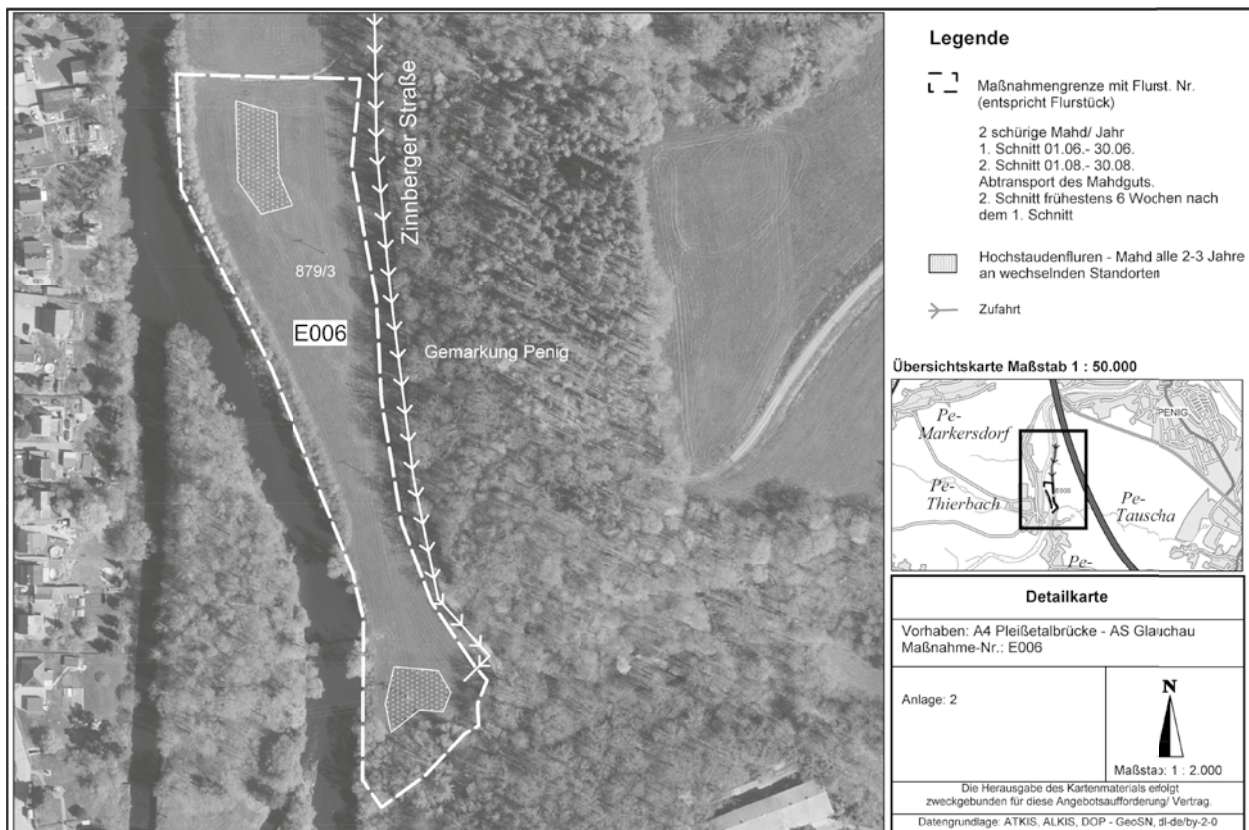 Zinnberger Straße
879/3
E006
Gemarkung Penig
Legende
Maßnahmengrenze mit Flurst. Nr.
(entspricht Flurstück)
2 schürige Mahd/ Jahr
1. Schnitt 01.06.- 30.06.
2. Schnitt 01.08.- 30.08.
Abtransport des Mahdguts.
2. Schnitt frühestens 6 Wochen nach
dem 1. Schnitt
Hochstaudenfluren - Mahd alle 2-3 Jahre
an wechselnden Standorten
Zufahrt
Übersichtskarte Maßstab 1 : 50.000
Pe-
Markersdorf
PENIG
Pe-
Thierbach
E006
Pe-
Tauscha
Pe-
Detailkarte
Vorhaben: A4 Pleißetalbrücke - AS Glauchau
Maßnahme-Nr.: E006
Anlage: 2
N
Maßstab: 1 : 2.000
Die Herausgabe des Kartenmaterials erfolgt
zweckgebunden für diese Angebotsaufforderung/ Vertrag.
Datengrundlage: ATKIS, ALKIS, DOP - GeoSN, dl-de/by-2-0